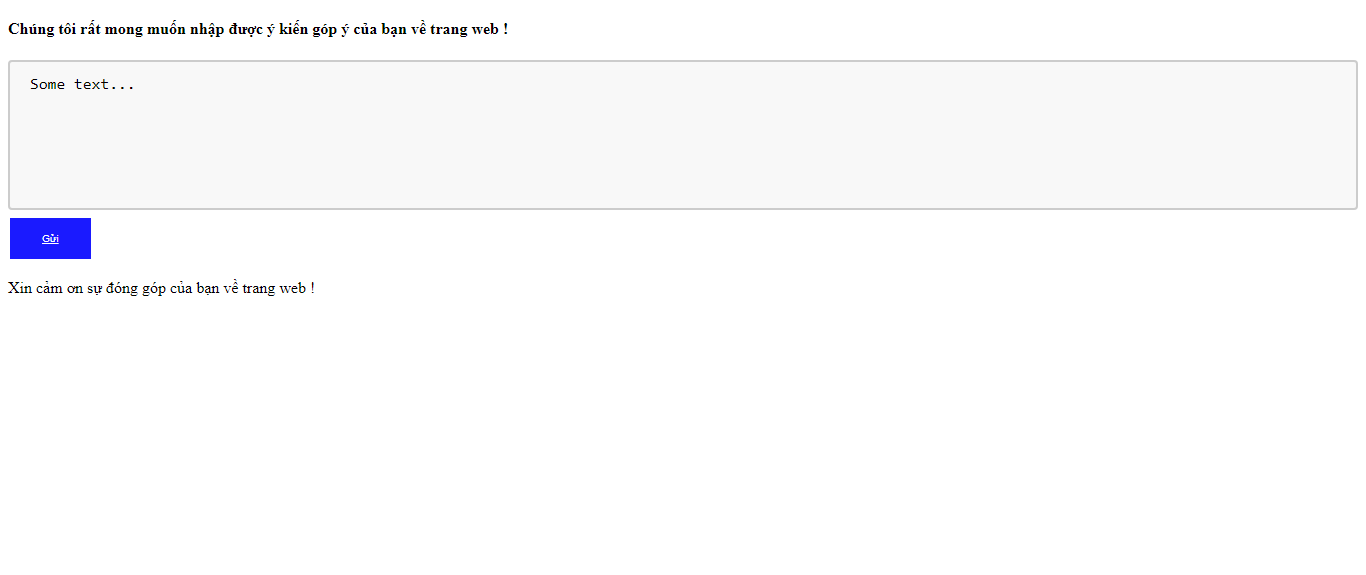 Chúng tôi rất mong muốn nhập được ý kiến góp ý của bạn về trang web !
Some text...
Gửi
Xin cảm ơn sự đóng góp của bạn về trang web !